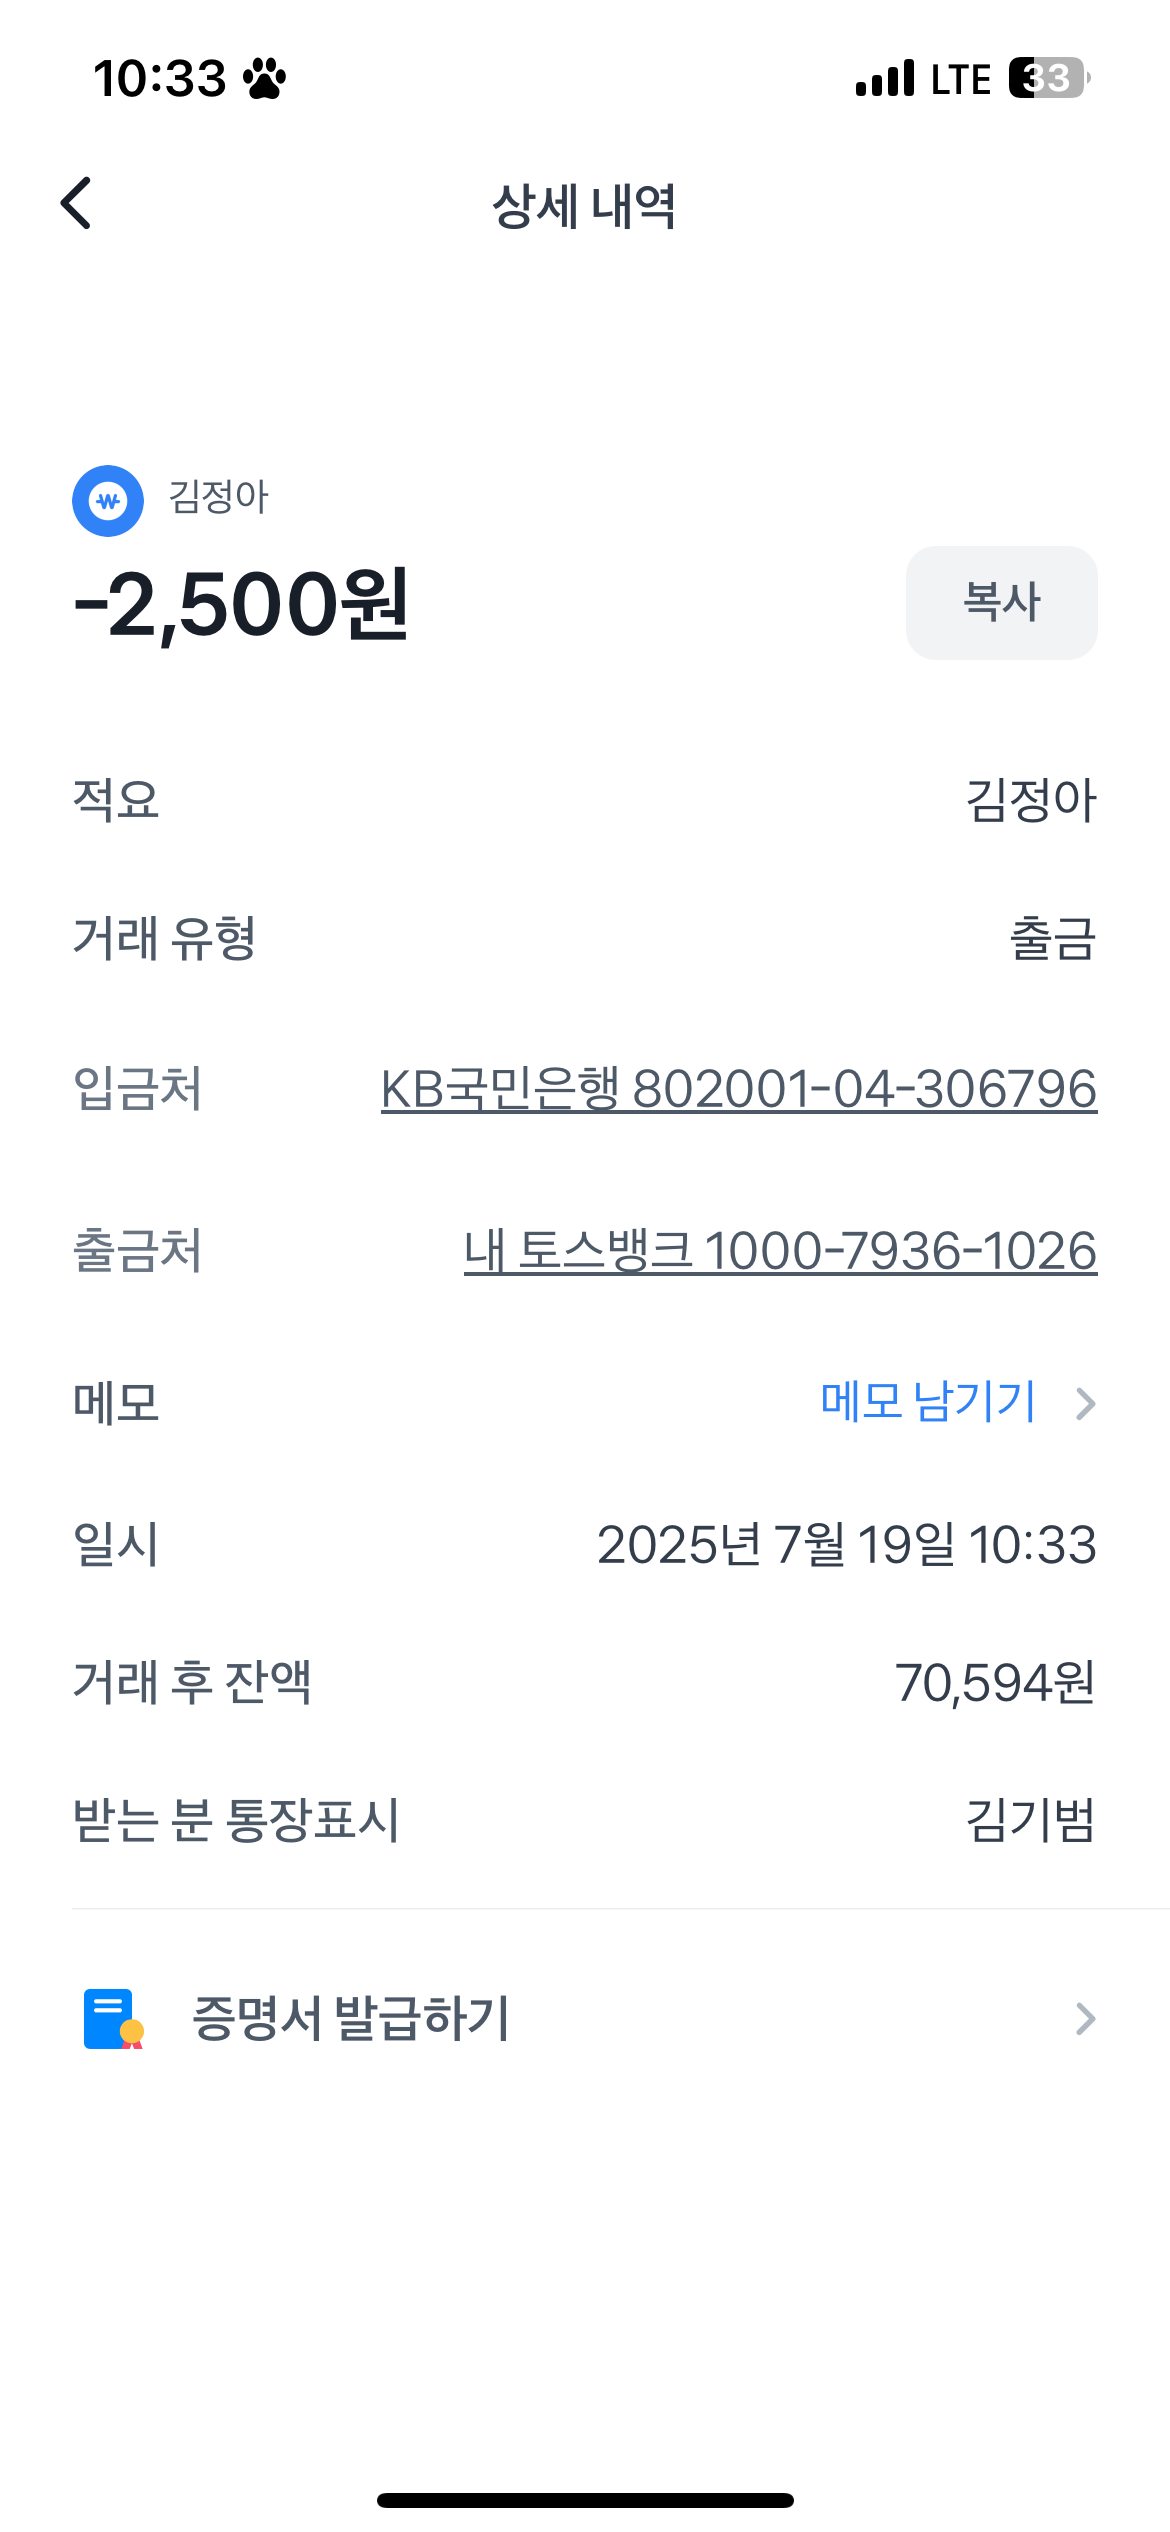 10:33 LTE 33
상세 내역
김정아
-2,500원
복사
적요 김정아
거래 유형 출금
입금처 KB국민은행 802001-04-306796
출금처 내 토스뱅크 1000-7936-1026
메모 메모 남기기
일시 2025년 7월 19일 10:33
거래 후 잔액 70,594원
받는 분 통장표시 김기범
증명서 발급하기